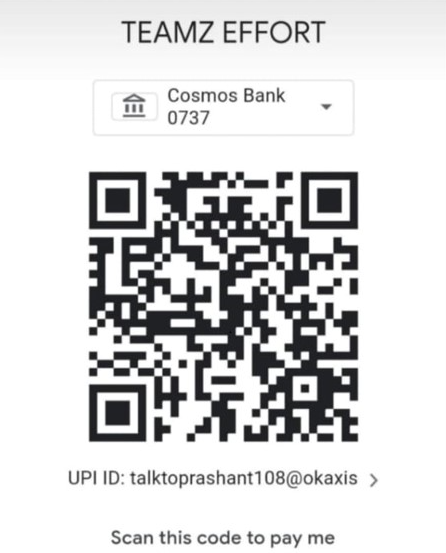 TEAMZ EFFORT
Cosmos Bank
0737
UPI ID: talktoprashant108@okaxis
Scan this code to pay me